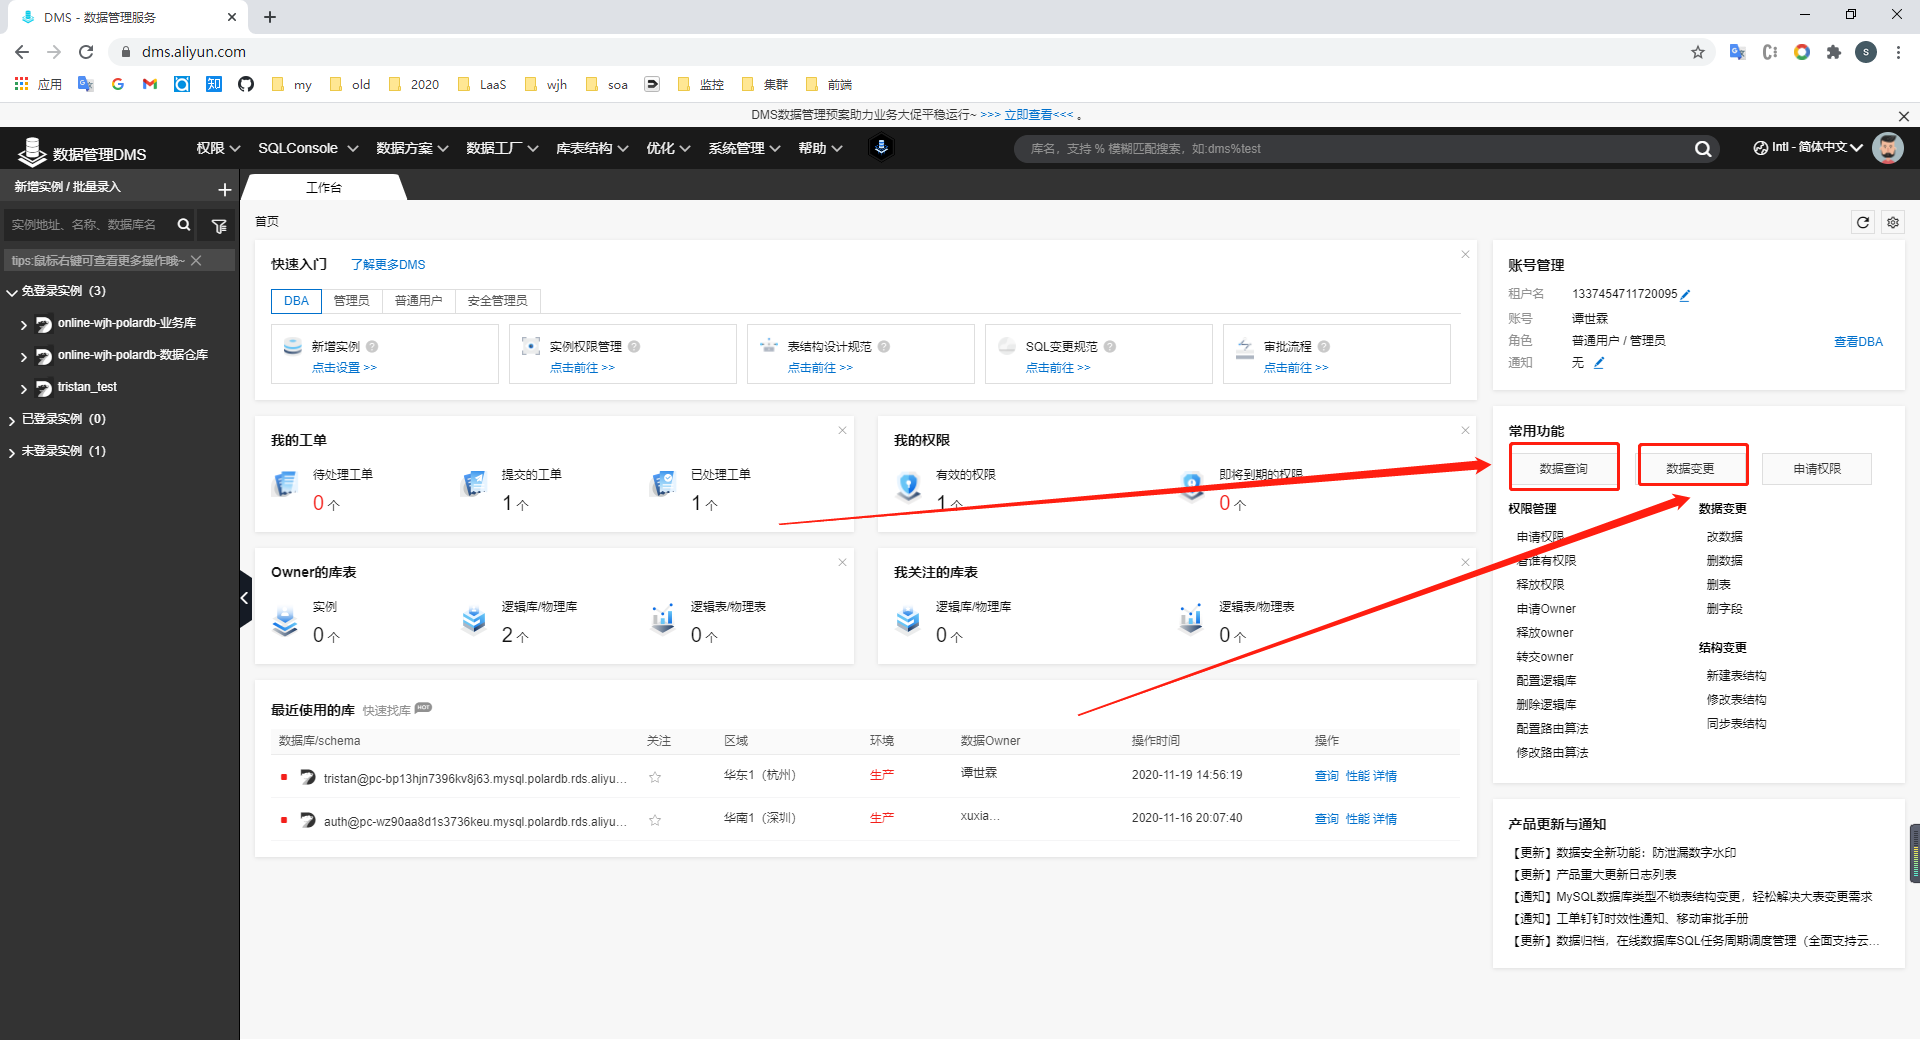 DMS - 数据管理服务
dms.aliyun.com
S
应用
my
old
2020
LaaS
wjh
soa
监控
集群
前端
DMS数据管理预案助力业务大促平稳运行~ >>> 立即查看<<< 。
数据管理DMS
权限
SQLConsole
数据方案
数据工厂
库表结构
优化
系统管理
帮助
库名，支持 % 模糊匹配搜索，如:dms%test
Intl - 简体中文
新增实例 / 批量录入
工作台
实例地址、名称、数据库名
tips:鼠标右键可查看更多操作哦~
免登录实例（3）
online-wjh-polardb-业务库
online-wjh-polardb-数据仓库
tristan_test
已登录实例（0）
未登录实例（1）
首页
快速入门 了解更多DMS
DBA 管理员 普通用户 安全管理员
新增实例
点击设置 >>
实例权限管理
点击前往 >>
表结构设计规范
点击前往 >>
SQL变更规范
点击前往 >>
审批流程
点击前往 >>
我的工单
待处理工单
0 个
提交的工单
1 个
已处理工单
1 个
我的权限
有效的权限
1 个
即将到期的权限
0 个
Owner的库表
实例
0 个
逻辑库/物理库
2 个
逻辑表/物理表
0 个
我关注的库表
逻辑库/物理库
0 个
逻辑表/物理表
0 个
最近使用的库 快速找库 HOT
数据库/schema 关注 区域 环境 数据Owner 操作时间 操作
tristan@pc-bp13hjn7396kv8j63.mysql.polardb.rds.aliyu... 华东1（杭州） 生产 谭世霖 2020-11-19 14:56:19 查询 性能 详情
auth@pc-wz90aa8d1s3736keu.mysql.polardb.rds.aliyu... 华南1（深圳） 生产 xuxia... 2020-11-16 20:07:40 查询 性能 详情
账号管理
租户名 1337454711720095
账号 谭世霖
角色 普通用户 / 管理员 查看DBA
通知 无
常用功能
数据查询 数据变更 申请权限
权限管理
申请权限
看谁有权限
释放权限
申请Owner
释放owner
转交owner
配置逻辑库
删除逻辑库
配置路由算法
修改路由算法
数据变更
改数据
删数据
删表
删字段
结构变更
新建表结构
修改表结构
同步表结构
产品更新与通知
【更新】数据安全新功能：防泄漏数字水印
【更新】产品重大更新日志列表
【通知】MySQL数据库类型不锁表结构变更，轻松解决大表变更需求
【通知】工单钉钉时效性通知、移动审批手册
【更新】数据归档，在线数据库SQL任务周期调度管理（全面支持云...